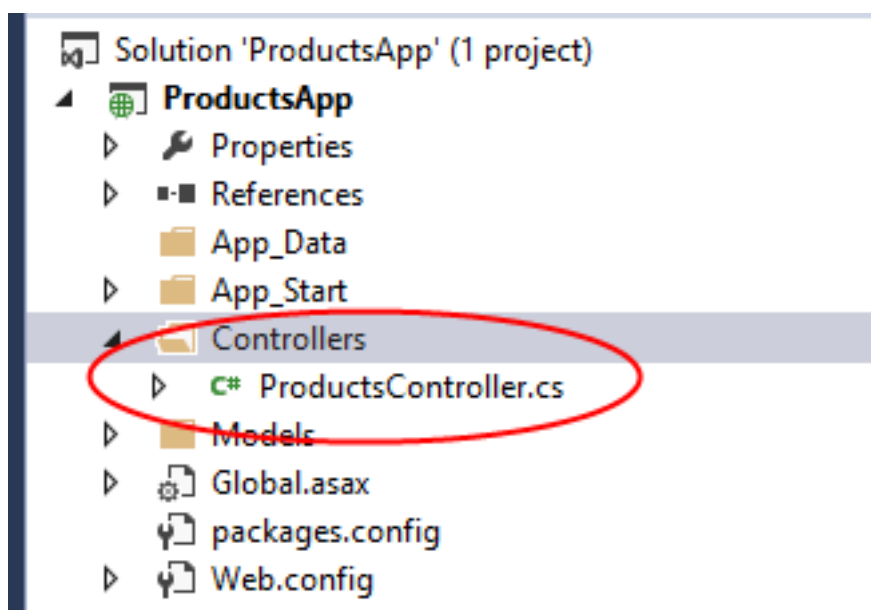 Solution 'ProductsApp' (1 project)
ProductsApp
Properties
References
App_Data
App_Start
Controllers
C# ProductsController.cs
Models
Global.asax
packages.config
Web.config